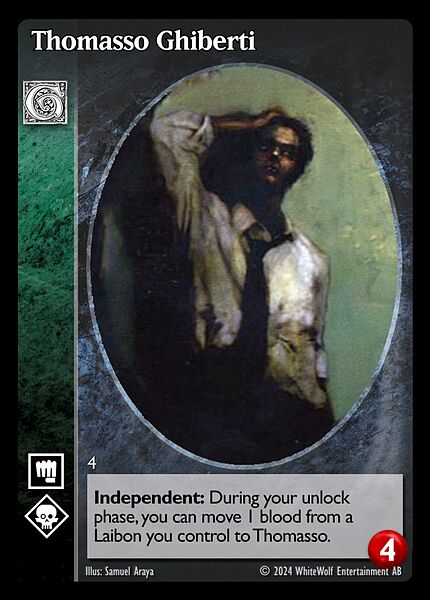 Thomasso Ghiberti
4
Independent: During your unlock
phase, you can move 1 blood from a
Laibon you control to Thomasso.
4
Illus: Samuel Araya
© 2024 WhiteWolf Entertainment AB